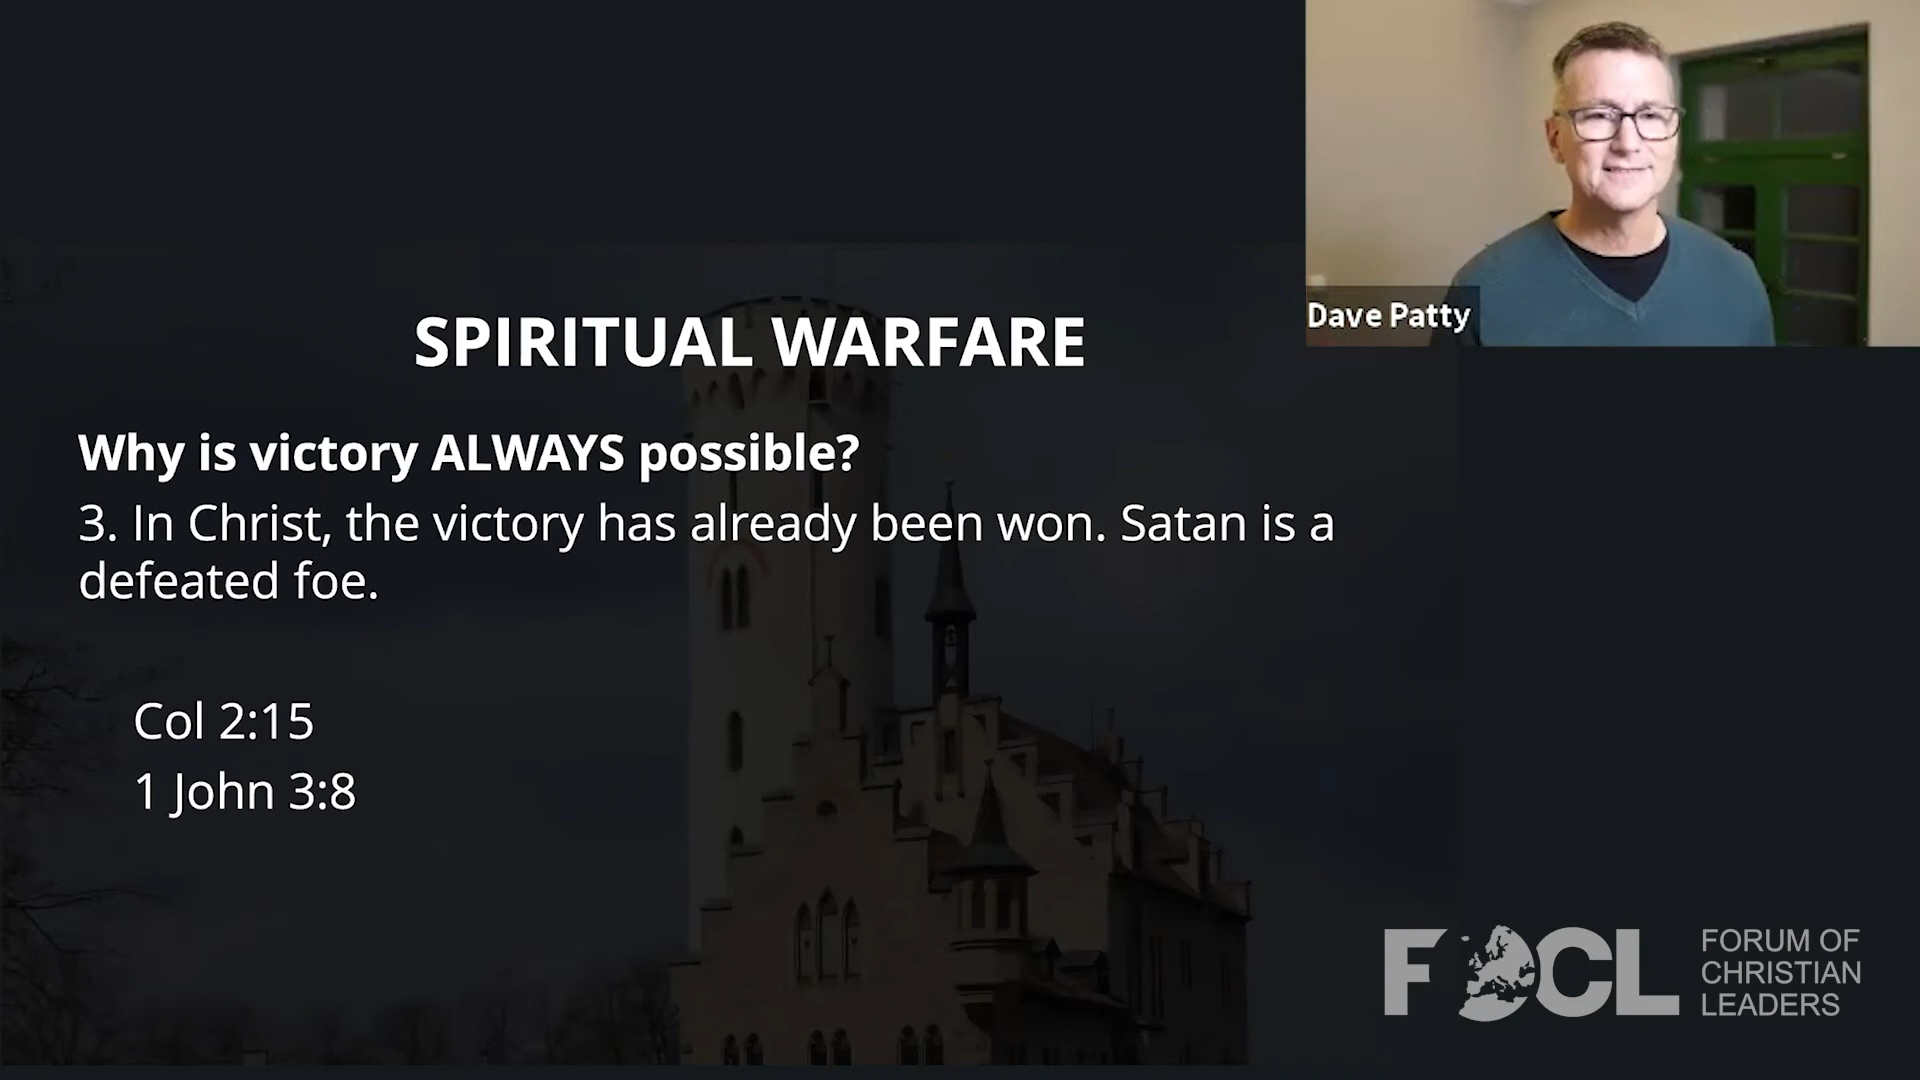 SPIRITUAL WARFARE
Why is victory ALWAYS possible?
3. In Christ, the victory has already been won. Satan is a
defeated foe.
Col 2:15
1 John 3:8
Dave Patty
FOCL
FORUM OF
CHRISTIAN
LEADERS